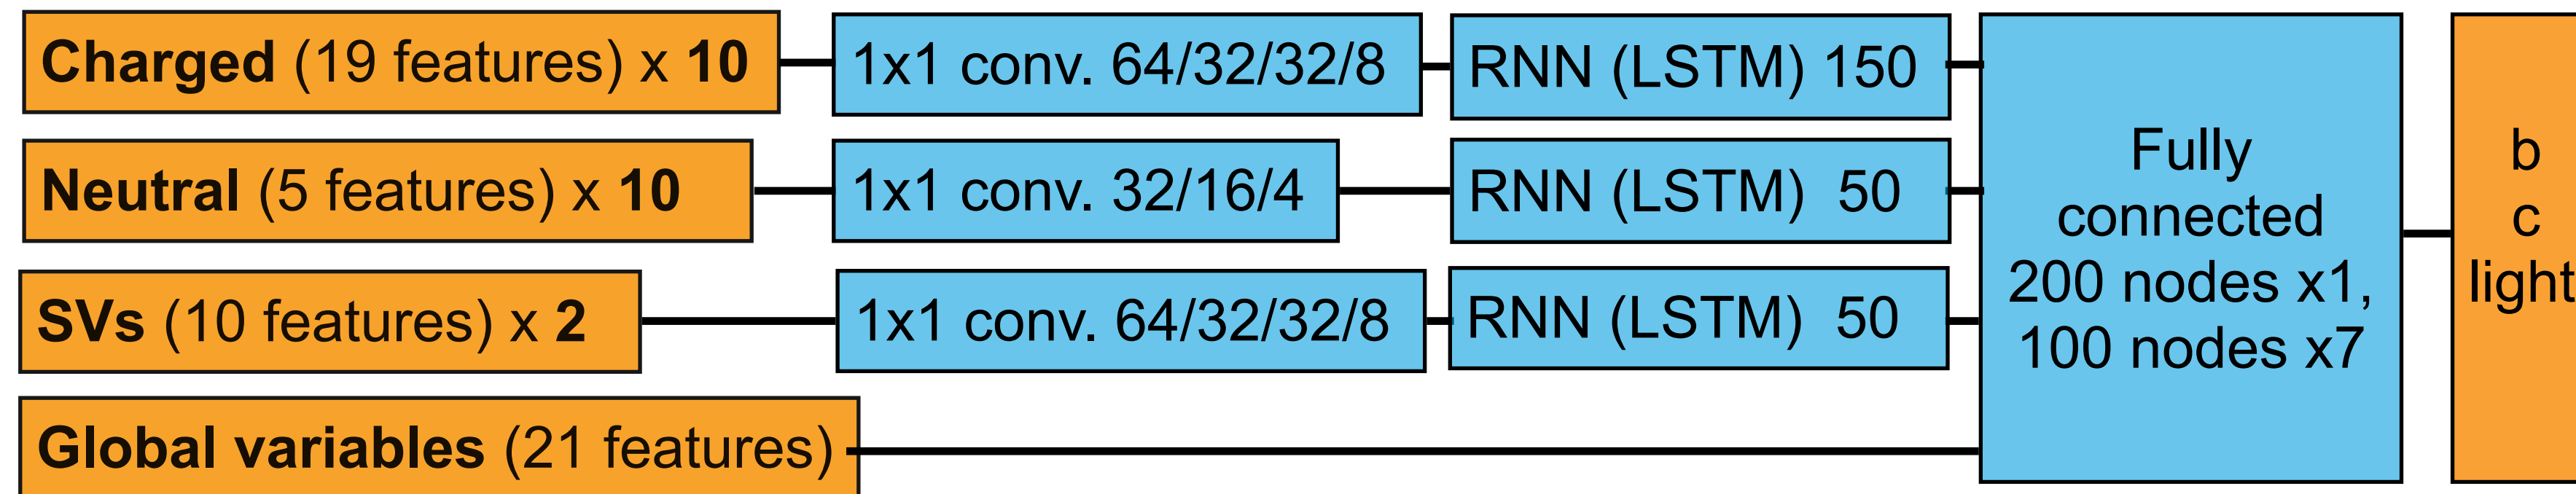 Charged (19 features) x 10
1x1 conv. 64/32/32/8
RNN (LSTM) 150
Neutral (5 features) x 10
1x1 conv. 32/16/4
RNN (LSTM) 50
SVs (10 features) x 2
1x1 conv. 64/32/32/8
RNN (LSTM) 50
Global variables (21 features)
Fully
connected
200 nodes x1,
100 nodes x7
b
c
light